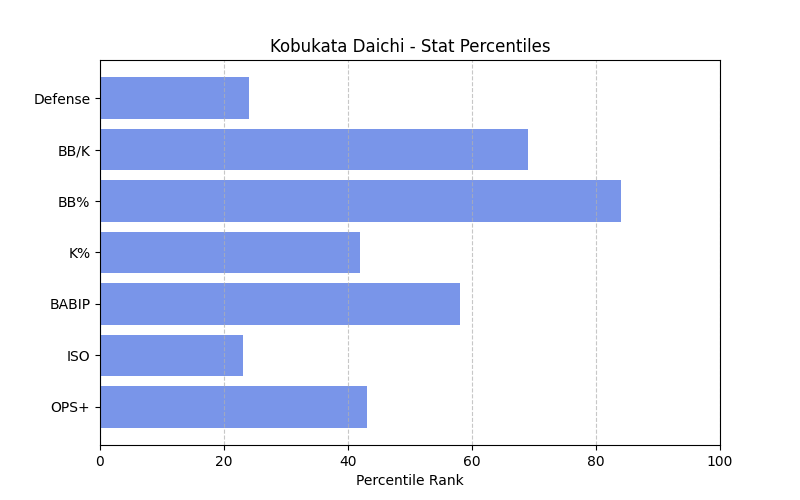 Kobukata Daichi - Stat Percentiles
Defense
BB/K
BB%
K%
BABIP
ISO
OPS+
0 20 40 60 80 100
Percentile Rank